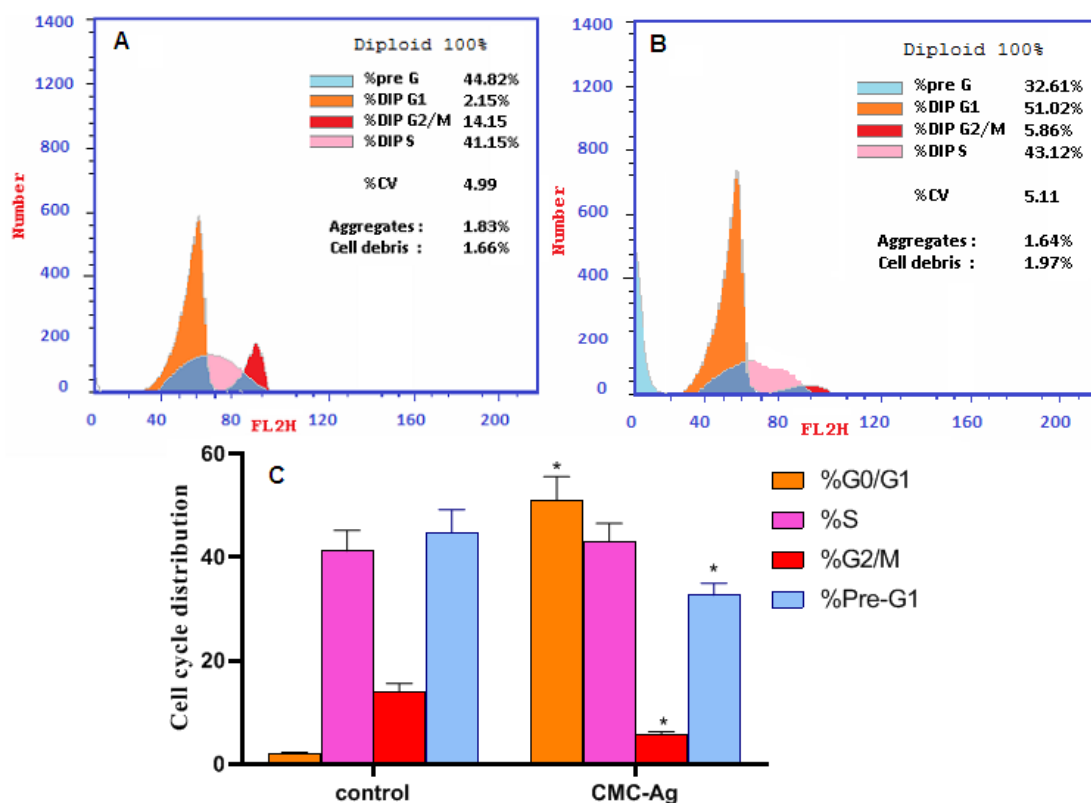 A
Diploid 100%
%pre G 44.82%
%DIP G1 2.15%
%DIP G2/M 14.15
%DIP S 41.15%
%CV 4.99
Aggregates : 1.83%
Cell debris : 1.66%
1400
1200
1000
800
600
400
200
0
Number
0 40 80 120 160 200
FL2H
B
Diploid 100%
%pre G 32.61%
%DIP G1 51.02%
%DIP G2/M 5.86%
%DIP S 43.12%
%CV 5.11
Aggregates : 1.64%
Cell debris : 1.97%
1400
1200
1000
800
600
400
200
0
Number
0 40 80 120 160 200
FL2H
C
60
40
20
0
Cell cycle distribution
* * *
control CMC-Ag
%G0/G1
%S
%G2/M
%Pre-G1